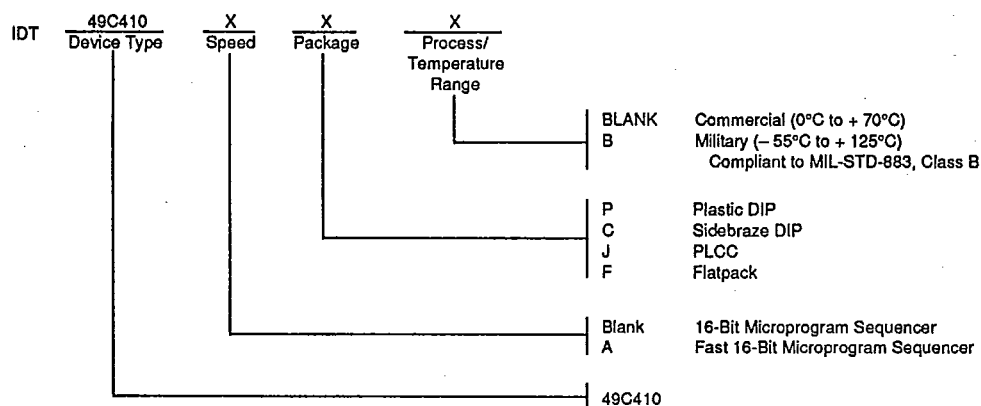 IDT 49C410 X X X
Device Type Speed Package Process/
Temperature
Range
BLANK Commercial (0°C to + 70°C)
B Military (– 55°C to + 125°C)
Compliant to MIL-STD-883, Class B
P Plastic DIP
C Sidebraze DIP
J PLCC
F Flatpack
Blank 16-Bit Microprogram Sequencer
A Fast 16-Bit Microprogram Sequencer
49C410